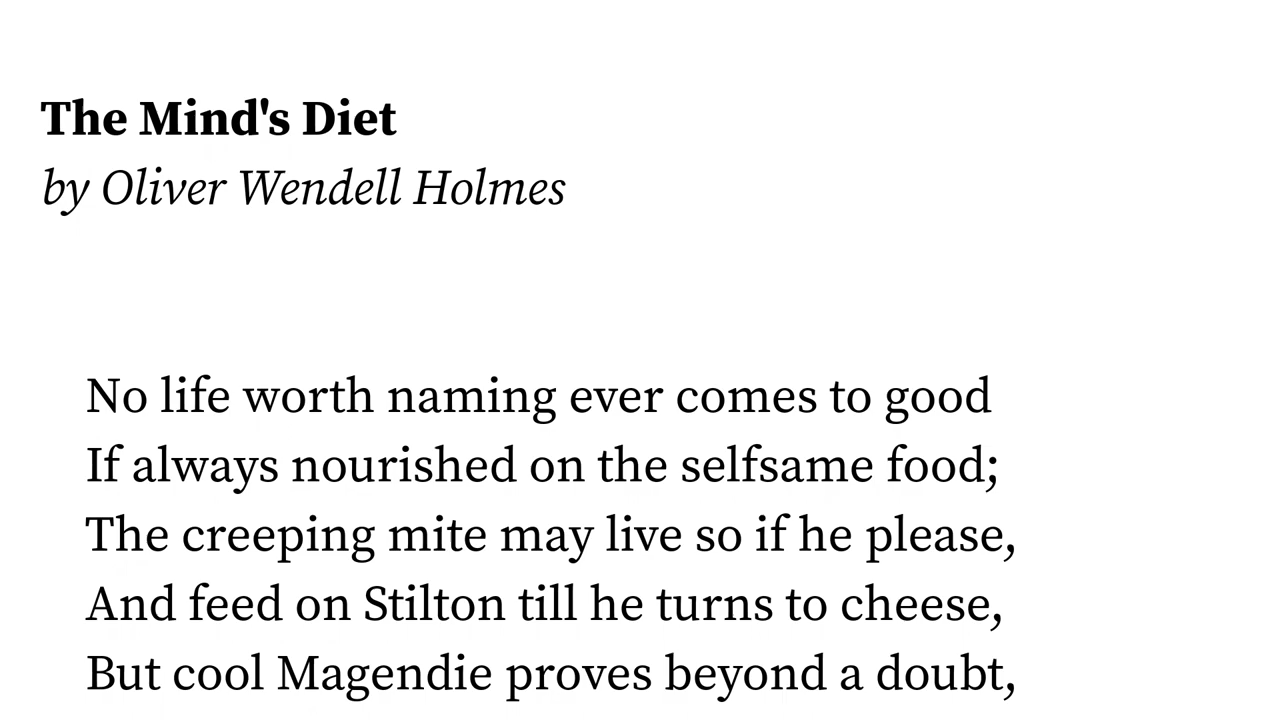 The Mind's Diet
by Oliver Wendell Holmes
No life worth naming ever comes to good
If always nourished on the selfsame food;
The creeping mite may live so if he please,
And feed on Stilton till he turns to cheese,
But cool Magendie proves beyond a doubt,